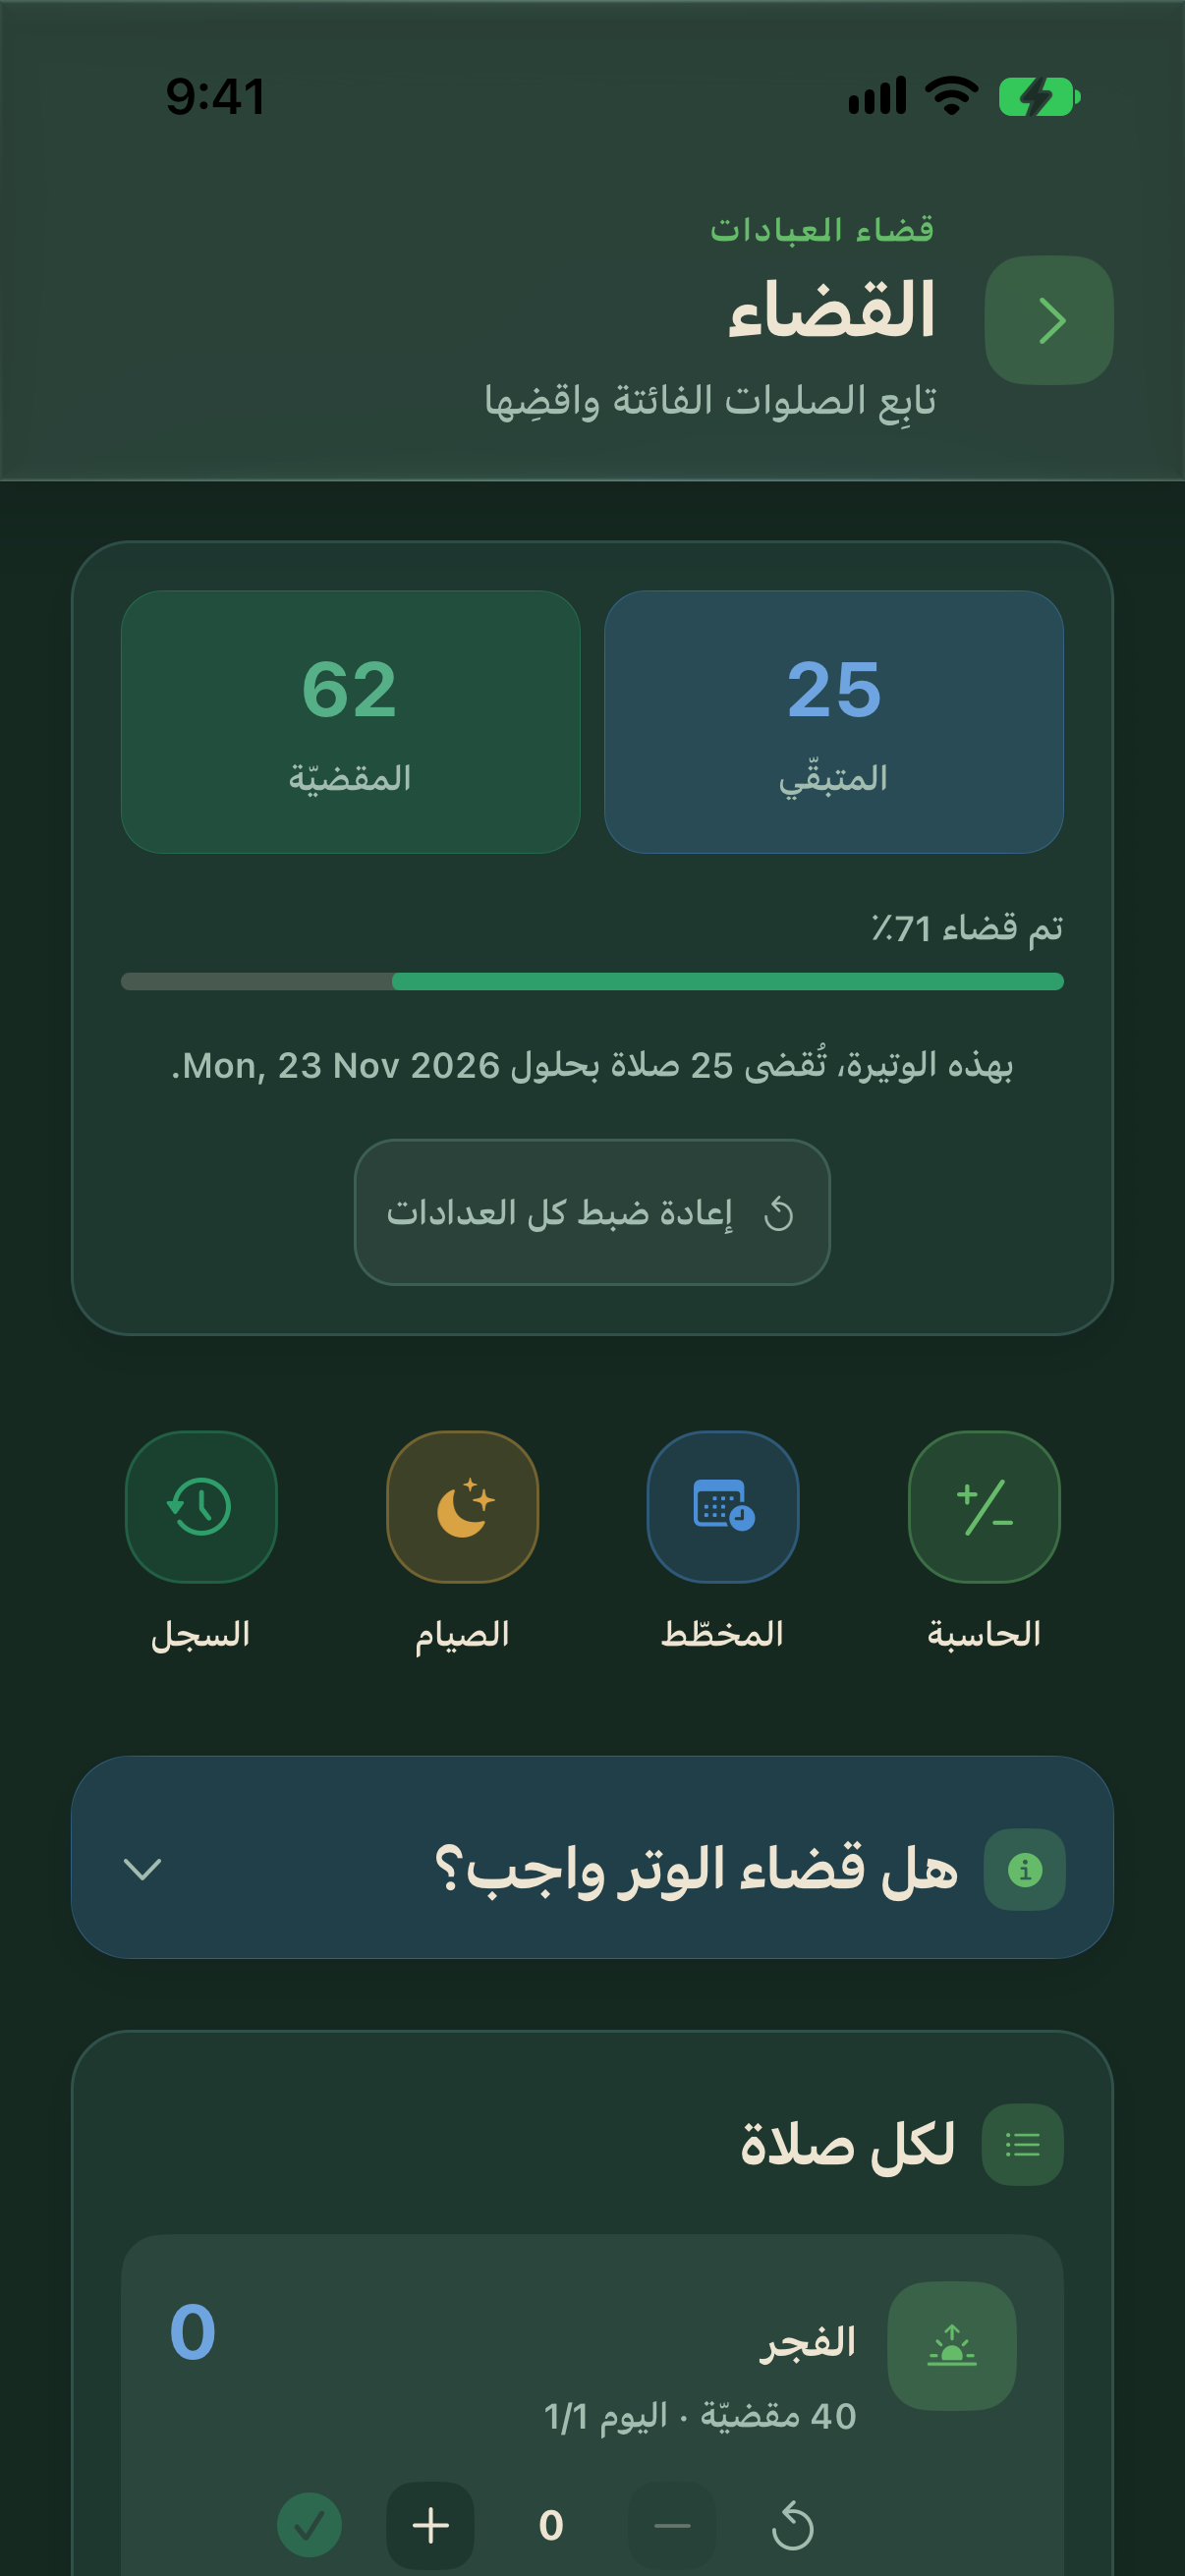 9:41
قضاء العبادات
القضاء
تابِع الصلوات الفائتة واقضِها
25
المتبقّي
62
المقضيّة
تم قضاء 71٪
بهذه الوتيرة، تُقضى 25 صلاة بحلول Mon, 23 Nov 2026.
إعادة ضبط كل العدادات
الحاسبة
المخطّط
الصيام
السجل
هل قضاء الوتر واجب؟
لكل صلاة
الفجر
0
40 مقضيّة · اليوم 1/1
0